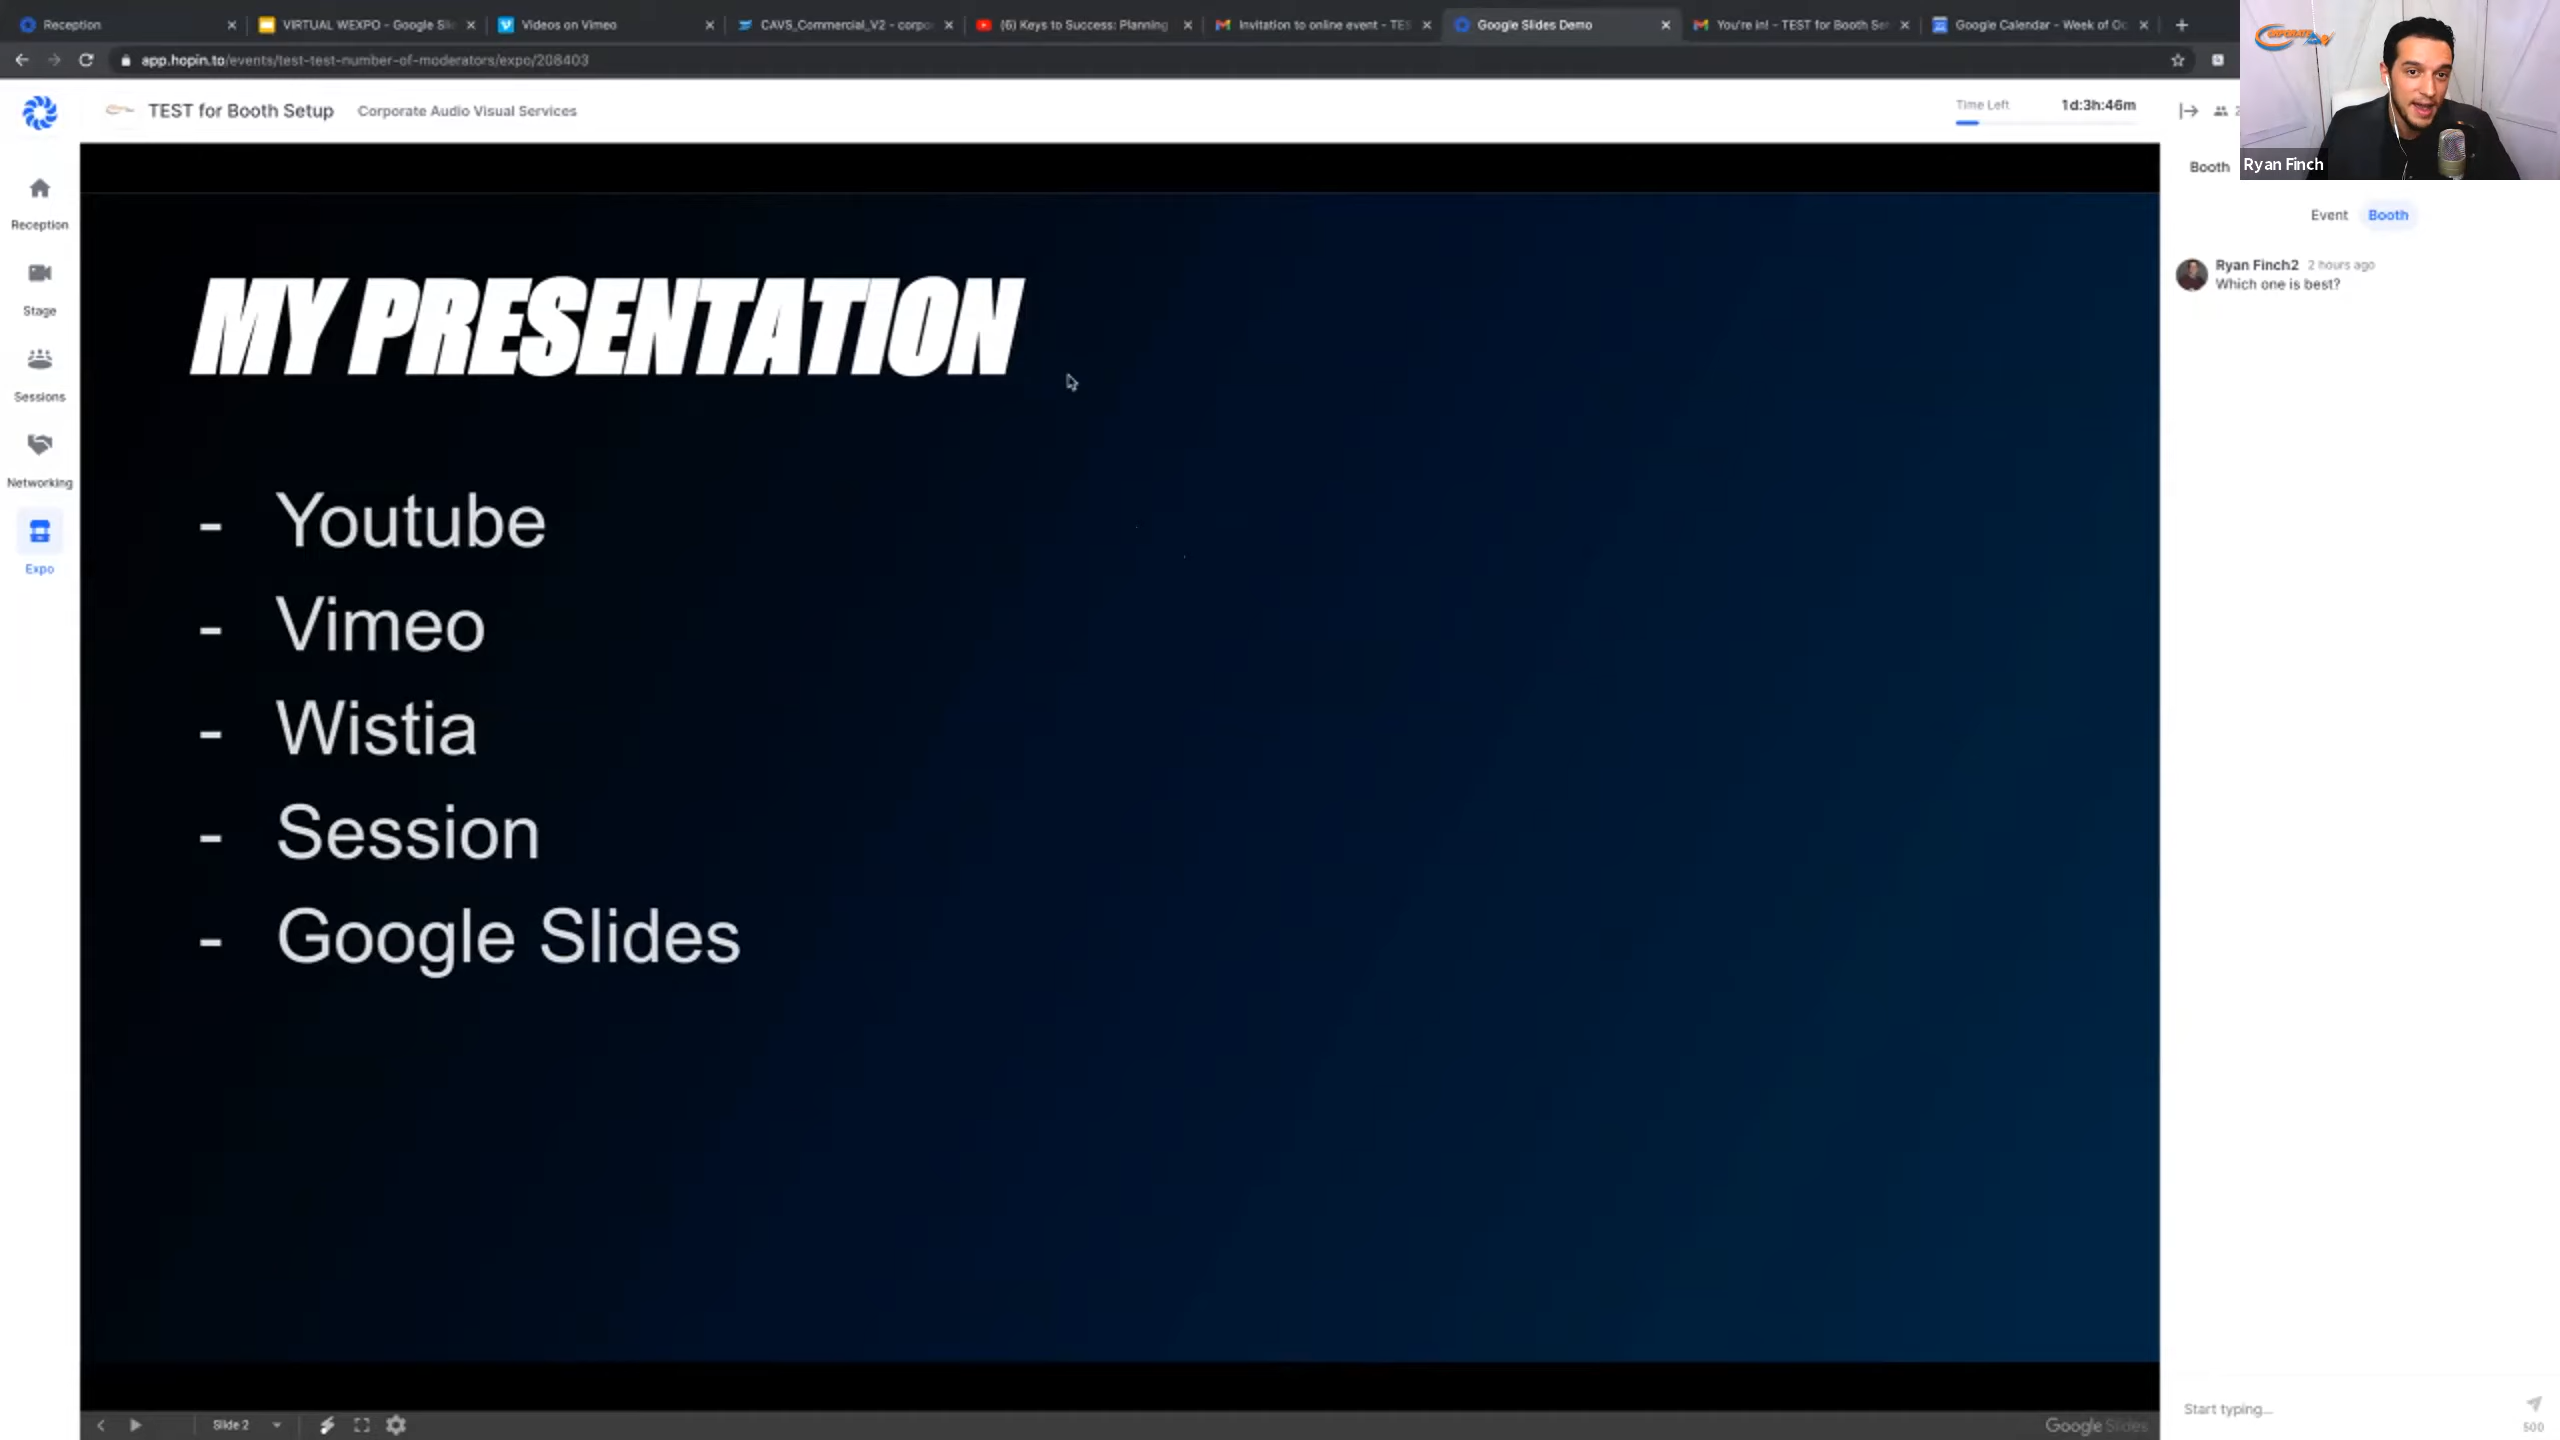 Reception
VIRTUAL WEXPO - Google Sli
Videos on Vimeo
CAVS_Commercial_V2 - corpo
(6) Keys to Success: Planning
Invitation to online event - TES
Google Slides Demo
You're in! - TEST for Booth Se
Google Calendar - Week of Oc
app.hopin.to/events/test-test-number-of-moderators/expo/208403
TEST for Booth Setup
Corporate Audio Visual Services
Time Left
1d:3h:46m
CORPORATE
Ryan Finch
Reception
Stage
Sessions
Networking
Expo
MY PRESENTATION
- Youtube
- Vimeo
- Wistia
- Session
- Google Slides
Booth
Event
Booth
Ryan Finch2 2 hours ago
Which one is best?
Start typing...
500
Slide 2
Google Slides